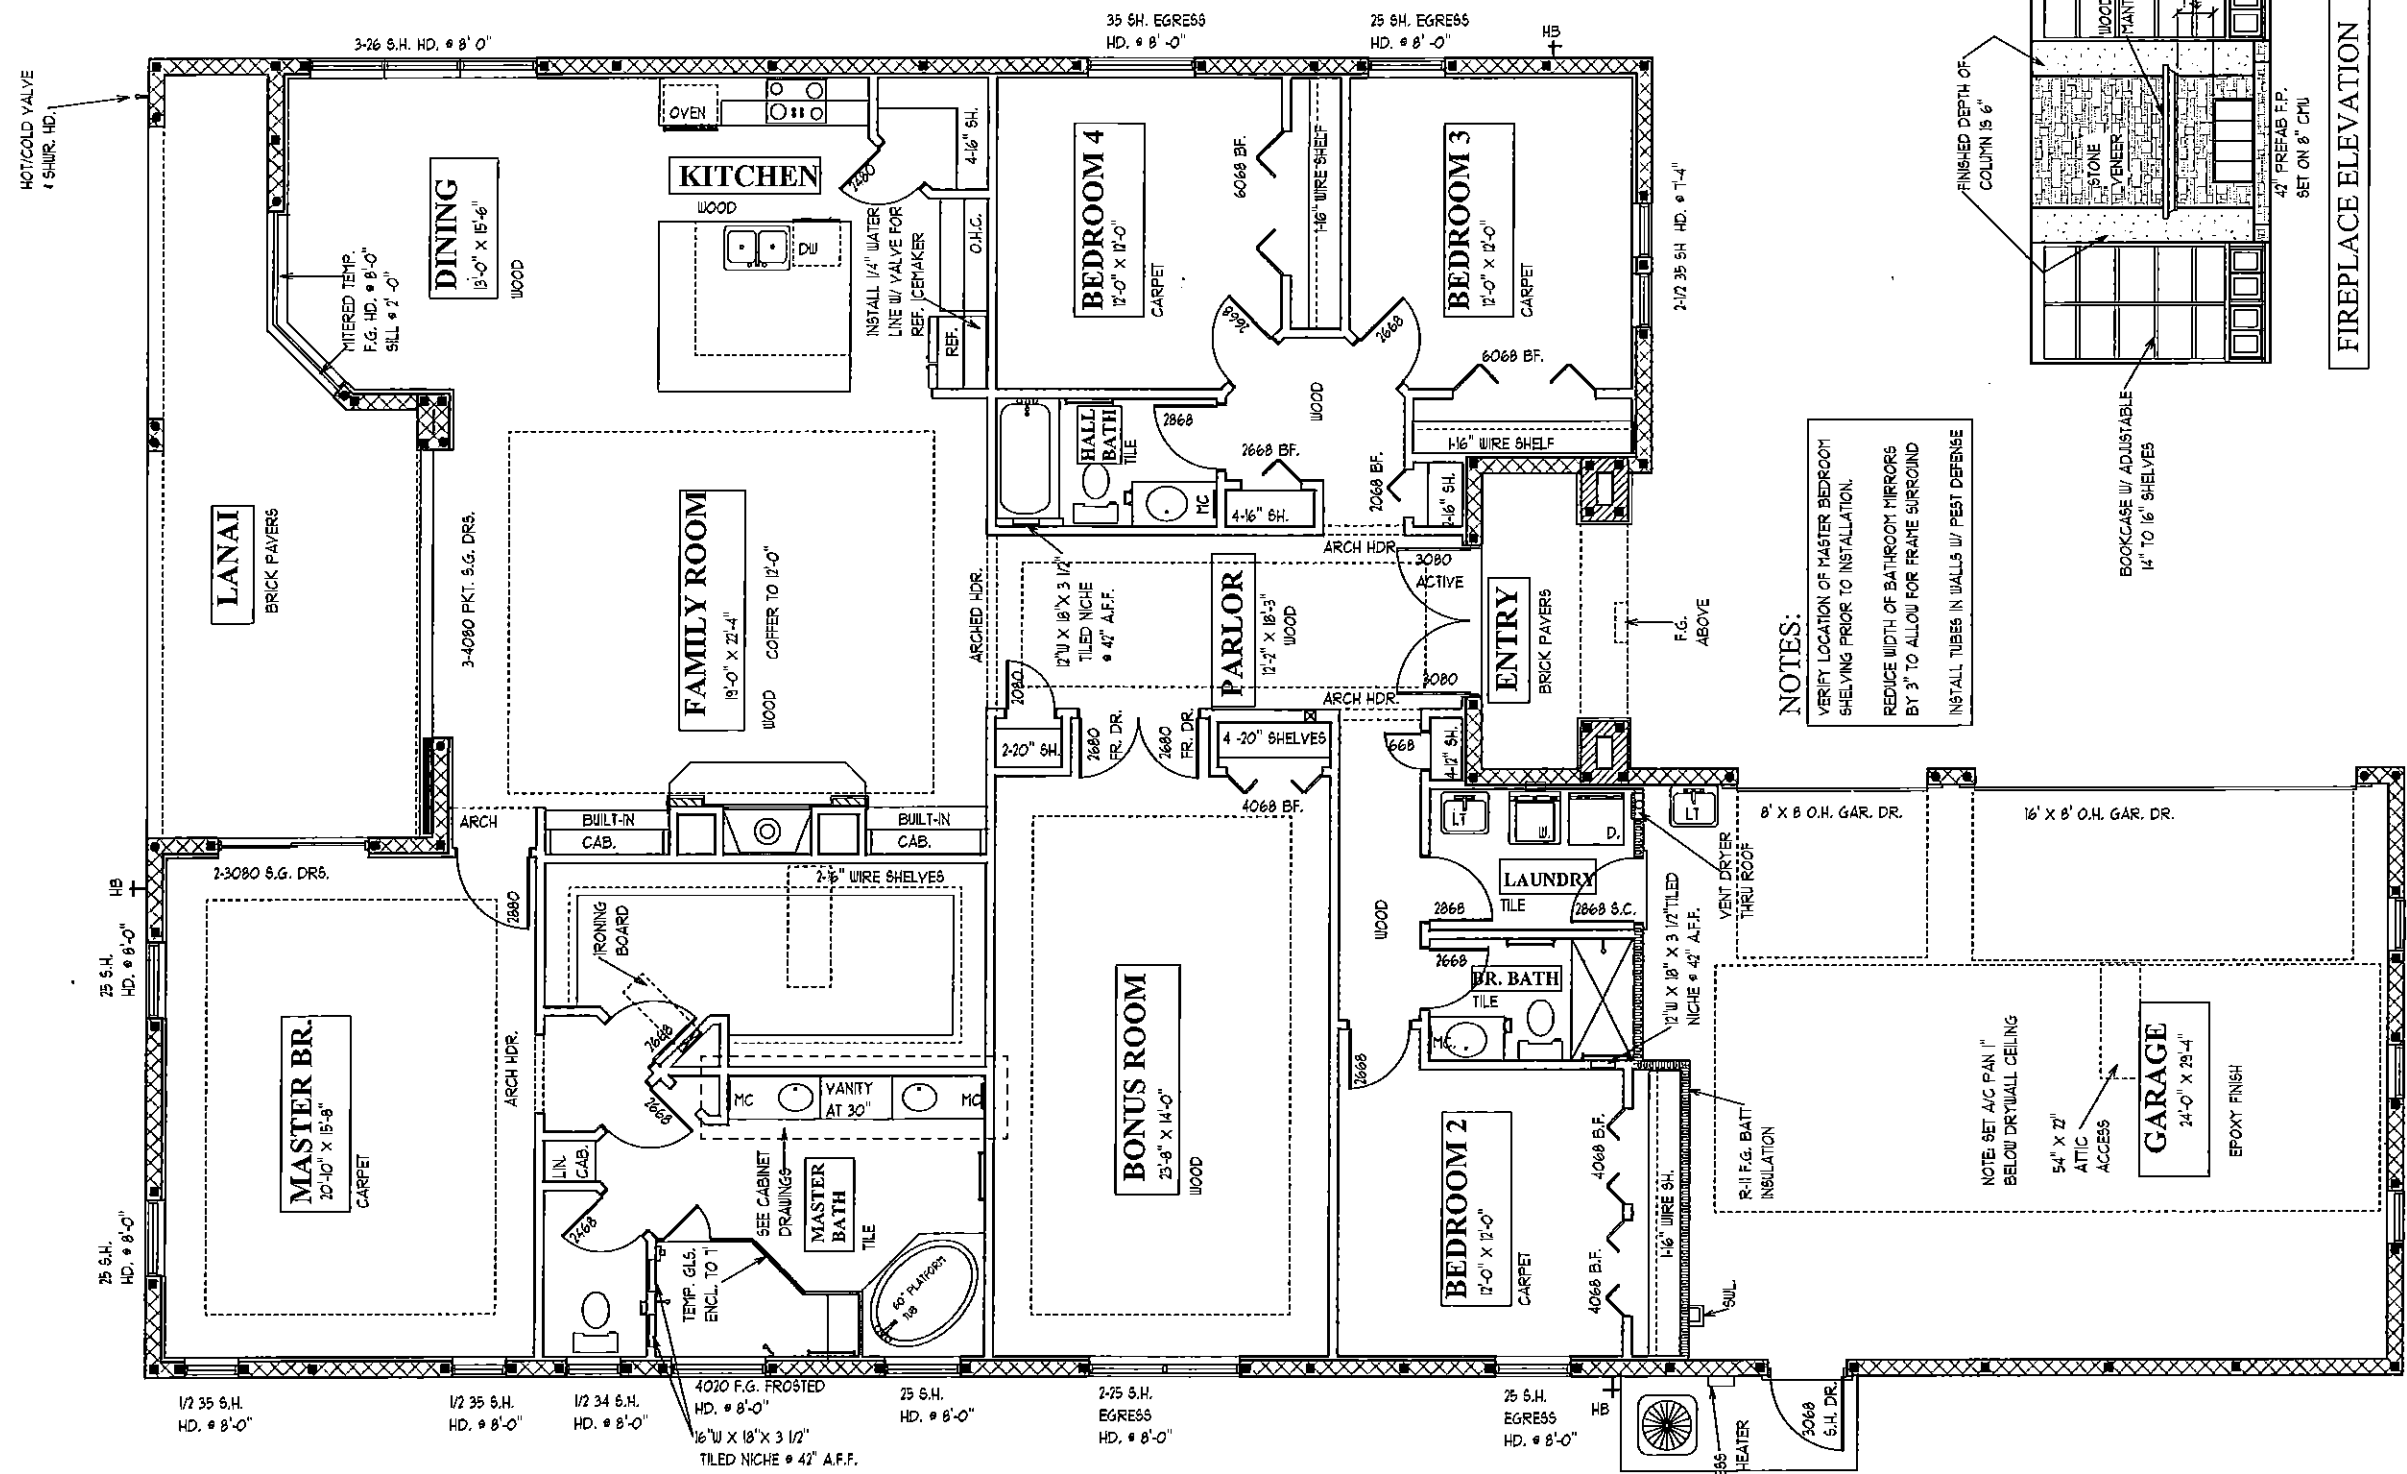 HOT/COLD VALVE
& SHWR. HD.
3-26 S.H. HD. @ 8' 0"
35 SH. EGRESS
HD. @ 8'-0"
25 SH. EGRESS
HD. @ 8'-0"
HB
OVEN
KITCHEN
WOOD
DW
2480
4-16" SH.
INSTALL 1/4" WATER
LINE W/ VALVE FOR
REF. ICEMAKER
O.H.C.
REF.
DINING
13'-0" X 15'-6"
WOOD
MITERED TEMP.
F.G. HD. @ 8'-0"
SILL @ 2'-0"
BEDROOM 4
12'-0" X 12'-0"
CARPET
6068 BF.
1-16" WIRE SHELF
BEDROOM 3
12'-0" X 12'-0"
CARPET
2-1/2 35 SH HD. @ 7'-4"
2668
2668
6068 BF.
WOOD
1-16" WIRE SHELF
HALL
BATH
TILE
2868
MC
2668 BF.
4-16" SH.
2068 BF.
2-16" SH.
LANAI
BRICK PAVERS
3-4080 PKT. S.G. DRS.
FAMILY ROOM
19'-0" X 22'-4"
WOOD
COFFER TO 12'-0"
ARCHED HDR.
12"W X 18"X 3 1/2"
TILED NICHE
@ 42" A.F.F.
ARCH HDR.
PARLOR
12'-2" X 18'-3"
WOOD
3080
ACTIVE
3080
ARCH HDR.
ENTRY
BRICK PAVERS
F.G.
ABOVE
2080
2-20" SH.
2680
FR. DR.
2680
FR. DR.
4 -20" SHELVES
4068 BF.
668
4-12" SH.
ARCH
BUILT-IN
CAB.
BUILT-IN
CAB.
2-3080 S.G. DRS.
2880
HB
25 S.H.
HD. @ 8'-0"
25 S.H.
HD. @ 8'-0"
MASTER BR.
20'-10" X 15'-8"
CARPET
ARCH HDR.
2-16" WIRE SHELVES
IRONING
BOARD
2668
2668
MC
VANITY
AT 30"
MC
LIN.
CAB.
2468
SEE CABINET
DRAWINGS
MASTER
BATH
TILE
TEMP. GLS.
ENCL. TO 7'
60" PLATFORM
TUB
BONUS ROOM
23'-8" X 14'-0"
WOOD
WOOD
LT
W.
D.
LAUNDRY
TILE
2868
2868 S.C.
2668
BR. BATH
TILE
MC.
2668
BEDROOM 2
12'-0" X 12'-0"
CARPET
4068 B.F.
4068 B.F.
1-16" WIRE SH.
LT
VENT DRYER
THRU ROOF
12"W X 18" X 3 1/2"TILED
NICHE @ 42" A.F.F.
8' X 8 O.H. GAR. DR.
16' X 8' O.H. GAR. DR.
R-11 F.G. BATT
INSULATION
NOTE: SET A/C PAN 1"
BELOW DRYWALL CEILING
54" X 22"
ATTIC
ACCESS
GARAGE
24'-0" X 29'-4"
EPOXY FINISH
SWL
1/2 35 S.H.
HD. @ 8'-0"
1/2 35 S.H.
HD. @ 8'-0"
1/2 34 S.H.
HD. @ 8'-0"
4020 F.G. FROSTED
HD. @ 8'-0"
16"W X 18"X 3 1/2"
TILED NICHE @ 42" A.F.F.
25 S.H.
HD. @ 8'-0"
2-25 S.H.
EGRESS
HD. @ 8'-0"
25 S.H.
EGRESS
HD. @ 8'-0"
HB
HEATER
3068
S.H. DR.
NOTES:
VERIFY LOCATION OF MASTER BEDROOM
SHELVING PRIOR TO INSTALLATION.
REDUCE WIDTH OF BATHROOM MIRRORS
BY 3" TO ALLOW FOR FRAME SURROUND
INSTALL TUBES IN WALLS W/ PEST DEFENSE
FINISHED DEPTH OF
COLUMN IS 6"
STONE
VENEER
WOOD
42" PREFAB F.P.
SET ON 8" CMU
BOOKCASE W/ ADJUSTABLE
14" TO 16" SHELVES
FIREPLACE ELEVATION